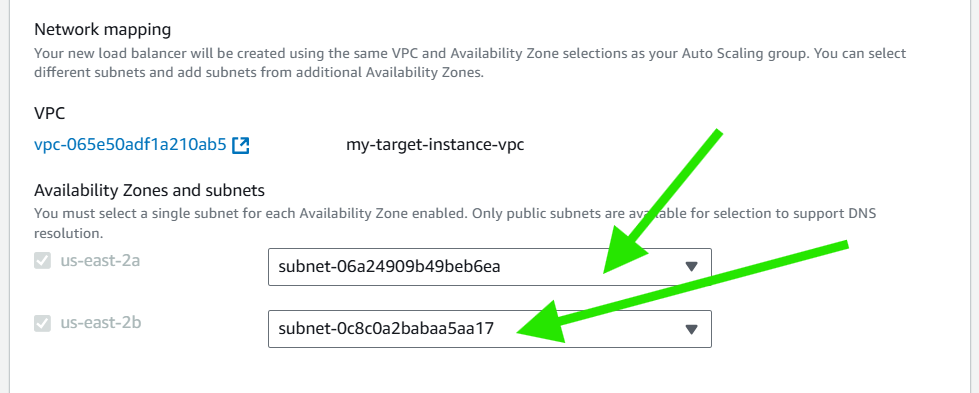 Network mapping
Your new load balancer will be created using the same VPC and Availability Zone selections as your Auto Scaling group. You can select
different subnets and add subnets from additional Availability Zones.
VPC
vpc-065e50adf1a210ab5 my-target-instance-vpc
Availability Zones and subnets
You must select a single subnet for each Availability Zone enabled. Only public subnets are available for selection to support DNS
resolution.
us-east-2a subnet-06a24909b49beb6ea
us-east-2b subnet-0c8c0a2babaa5aa17